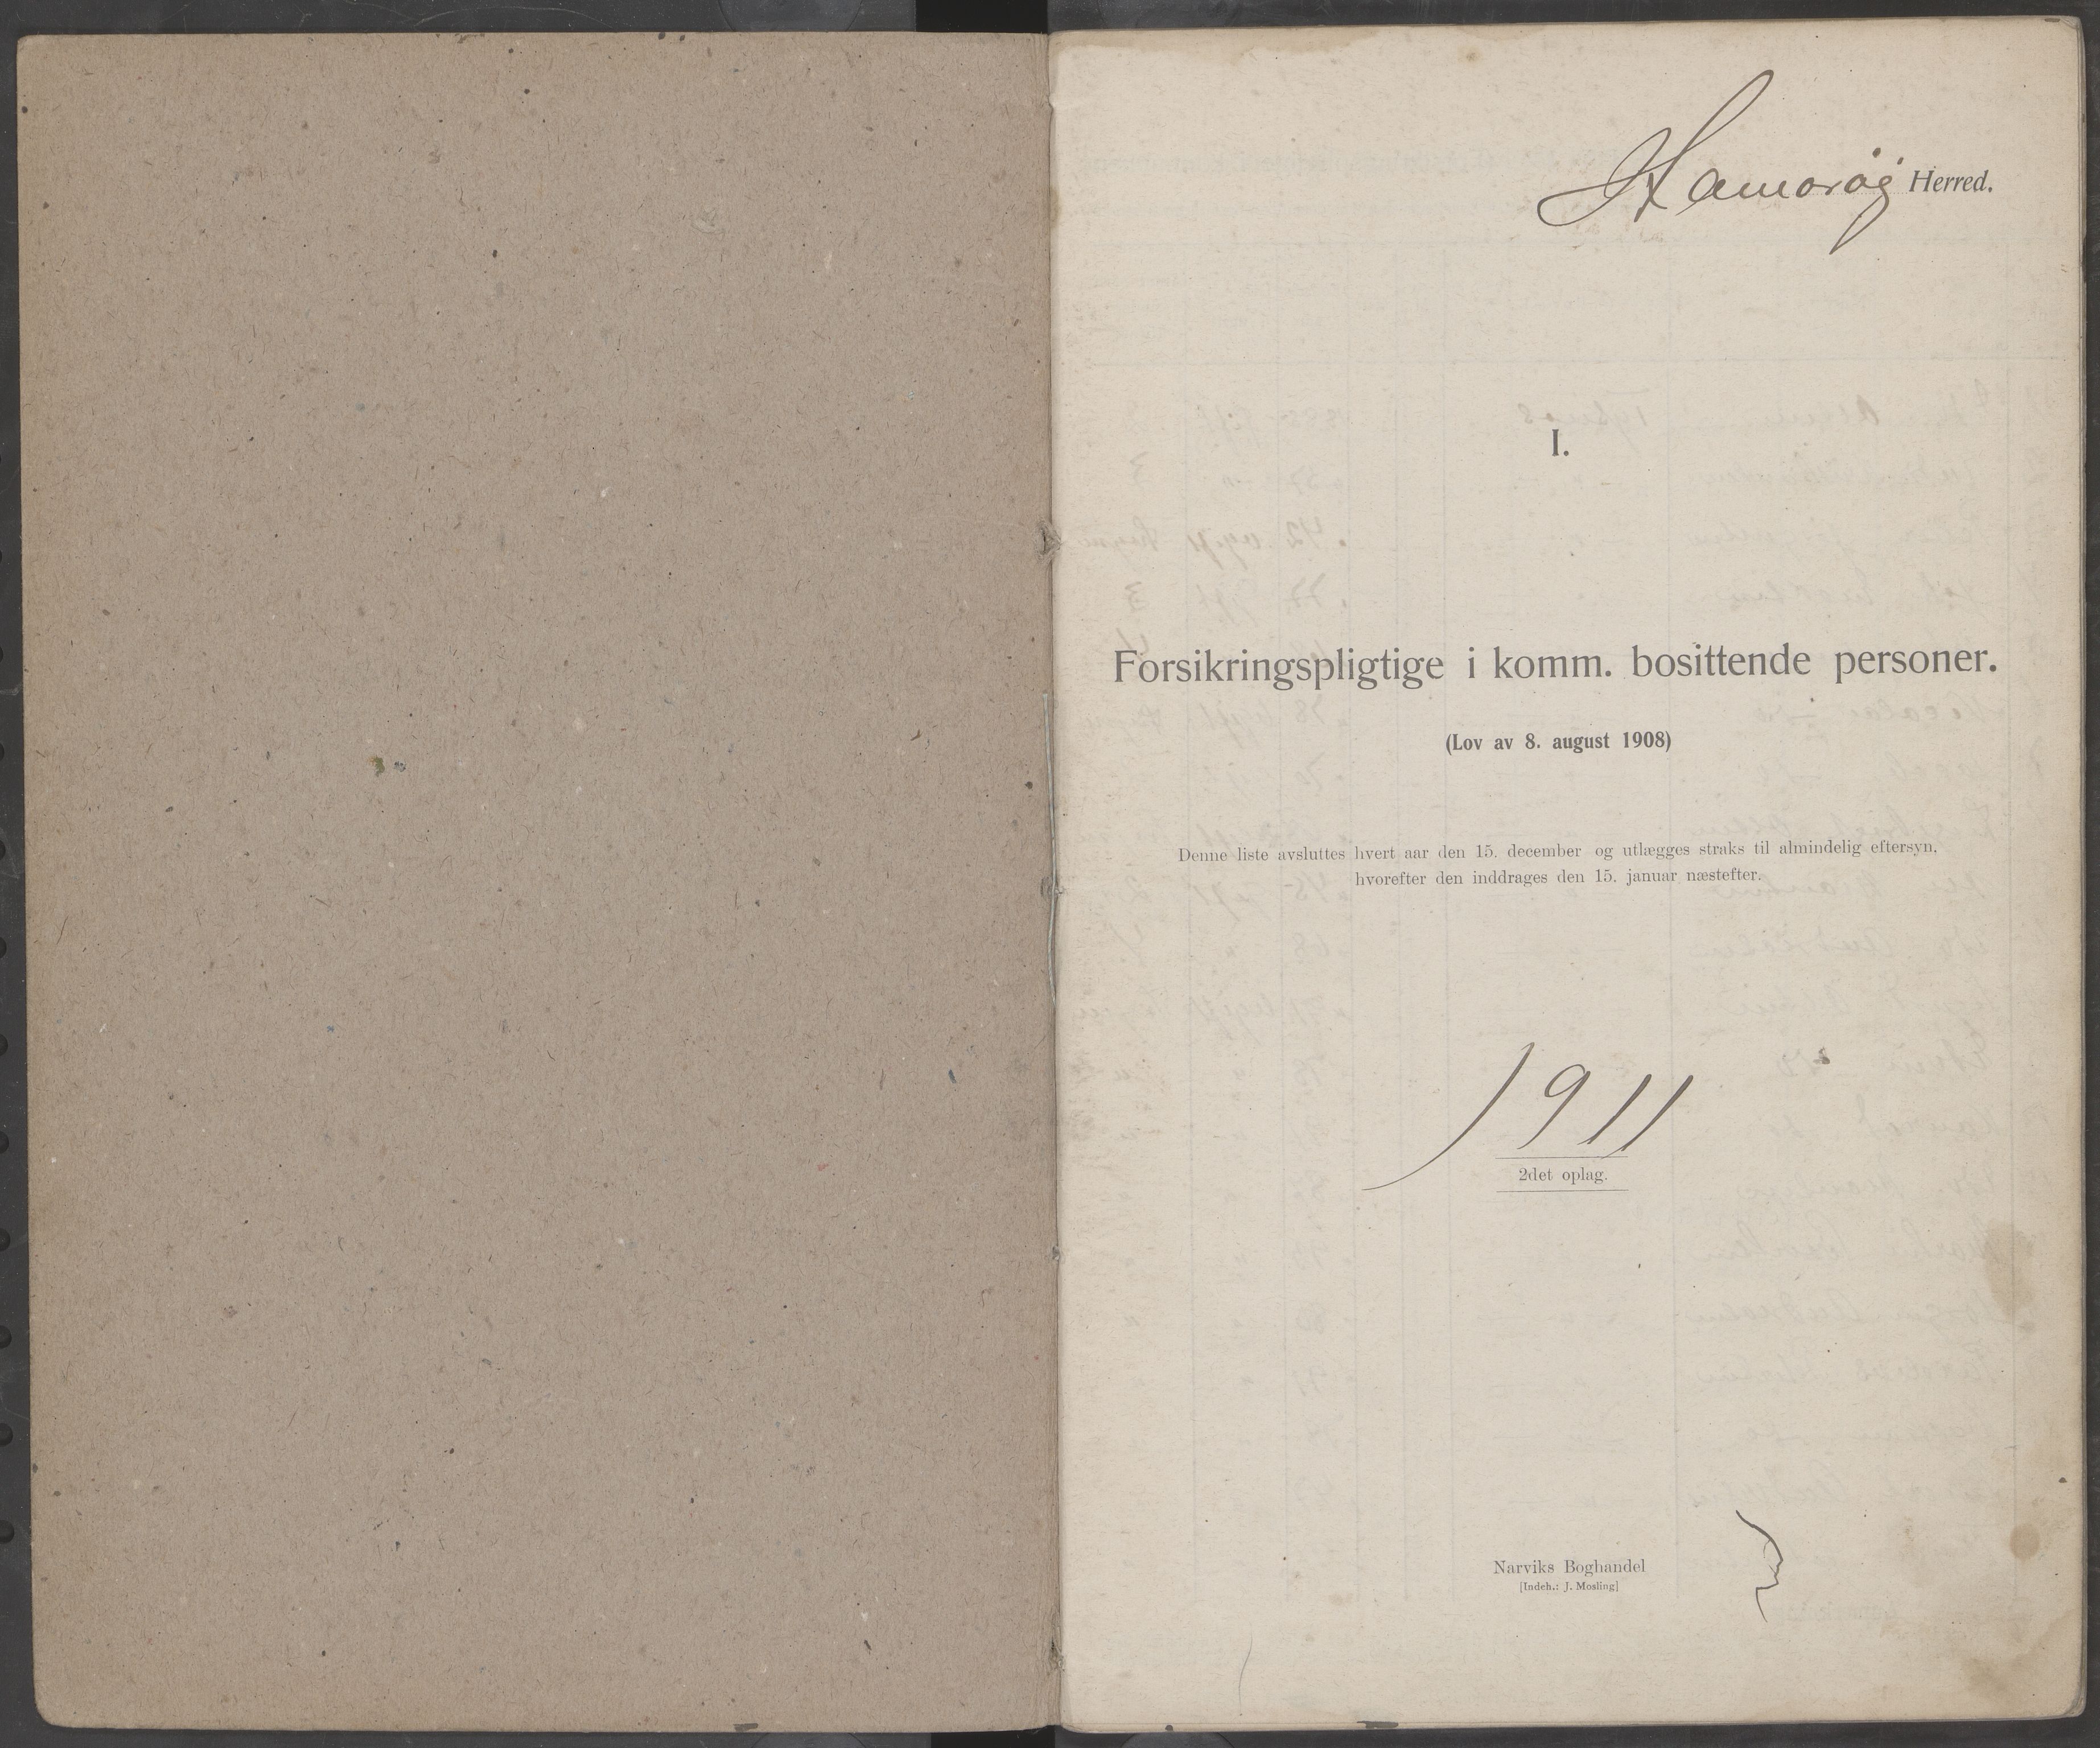 Hamarøy Herred.
I.
Forsikringspligtige i komm. bosittende personer.
(Lov av 8. august 1908)
Denne liste avsluttes hvert aar den 15. december og utlægges straks til almindelig eftersyn,
hvorefter den inddrages den 15. januar næstefter.
1911
2det oplag.
Narviks Boghandel
[Indeh.: J. Mosling]